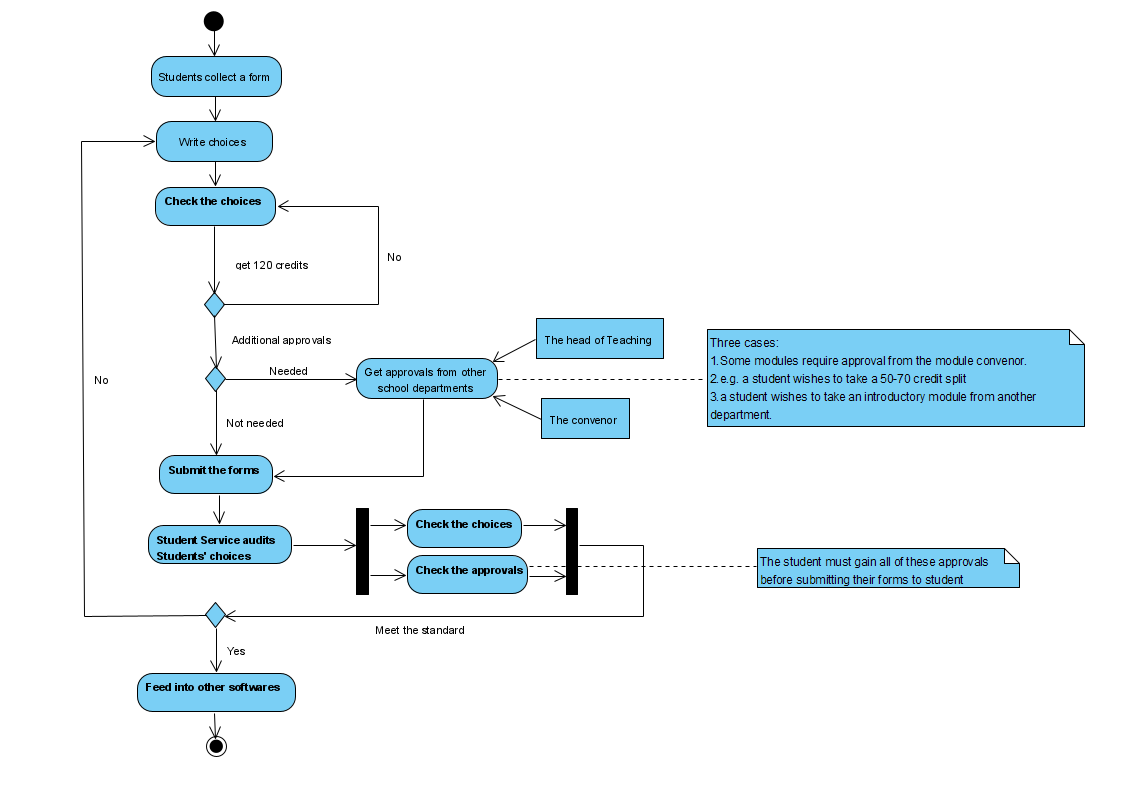 Students collect a form
Write choices
Check the choices
get 120 credits
No
Additional approvals
The head of Teaching
Needed
Get approvals from other
school departments
Three cases:
1.Some modules require approval from the module convenor.
2.e.g. a student wishes to take a 50-70 credit split
3.a student wishes to take an introductory module from another
department.
No
Not needed
The convenor
Submit the forms
Student Service audits
Students' choices
Check the choices
Check the approvals
The student must gain all of these approvals
before submitting their forms to student
Meet the standard
Yes
Feed into other softwares